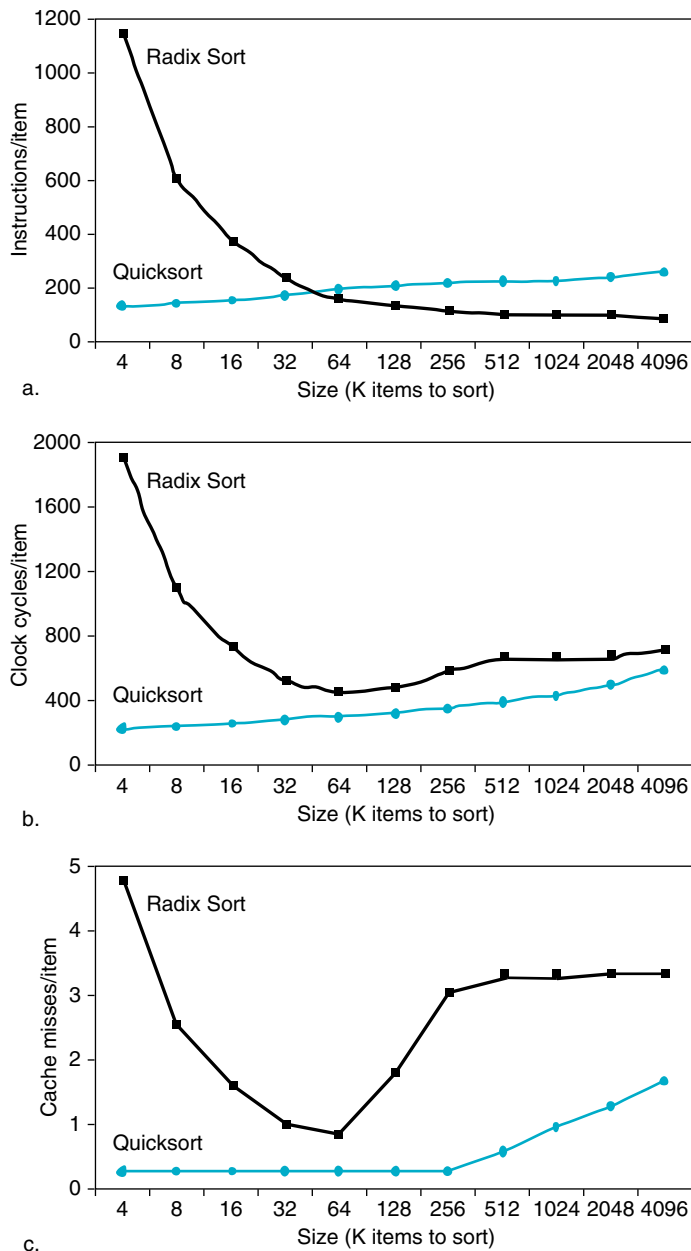 1200
Radix Sort
1000
800
Instructions/item
600
400
Quicksort
200
0
4 8 16 32 64 128 256 512 1024 2048 4096
a.
Size (K items to sort)
2000
Radix Sort
1600
1200
Clock cycles/item
800
400
Quicksort
0
4 8 16 32 64 128 256 512 1024 2048 4096
b.
Size (K items to sort)
5
Radix Sort
4
3
Cache misses/item
2
1
Quicksort
0
4 8 16 32 64 128 256 512 1024 2048 4096
Size (K items to sort)
c.